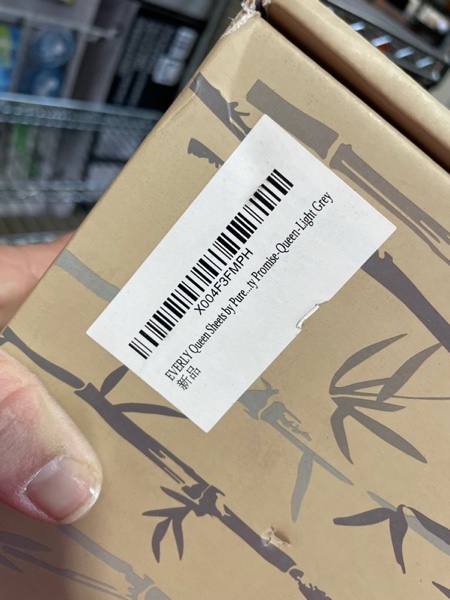 X004F3FMPH
EVERLY Queen Sheets by Pure...ty Promise-Queen-Light Grey
新品